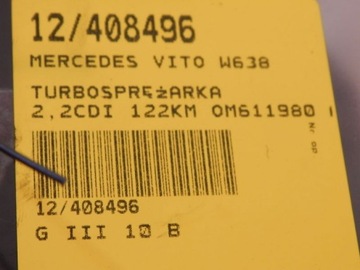 12/408496
MERCEDES VITO W638
TURBOSPRĘŻARKA
2,2CDI 122KM OM611980
12/408496
G III 10 B